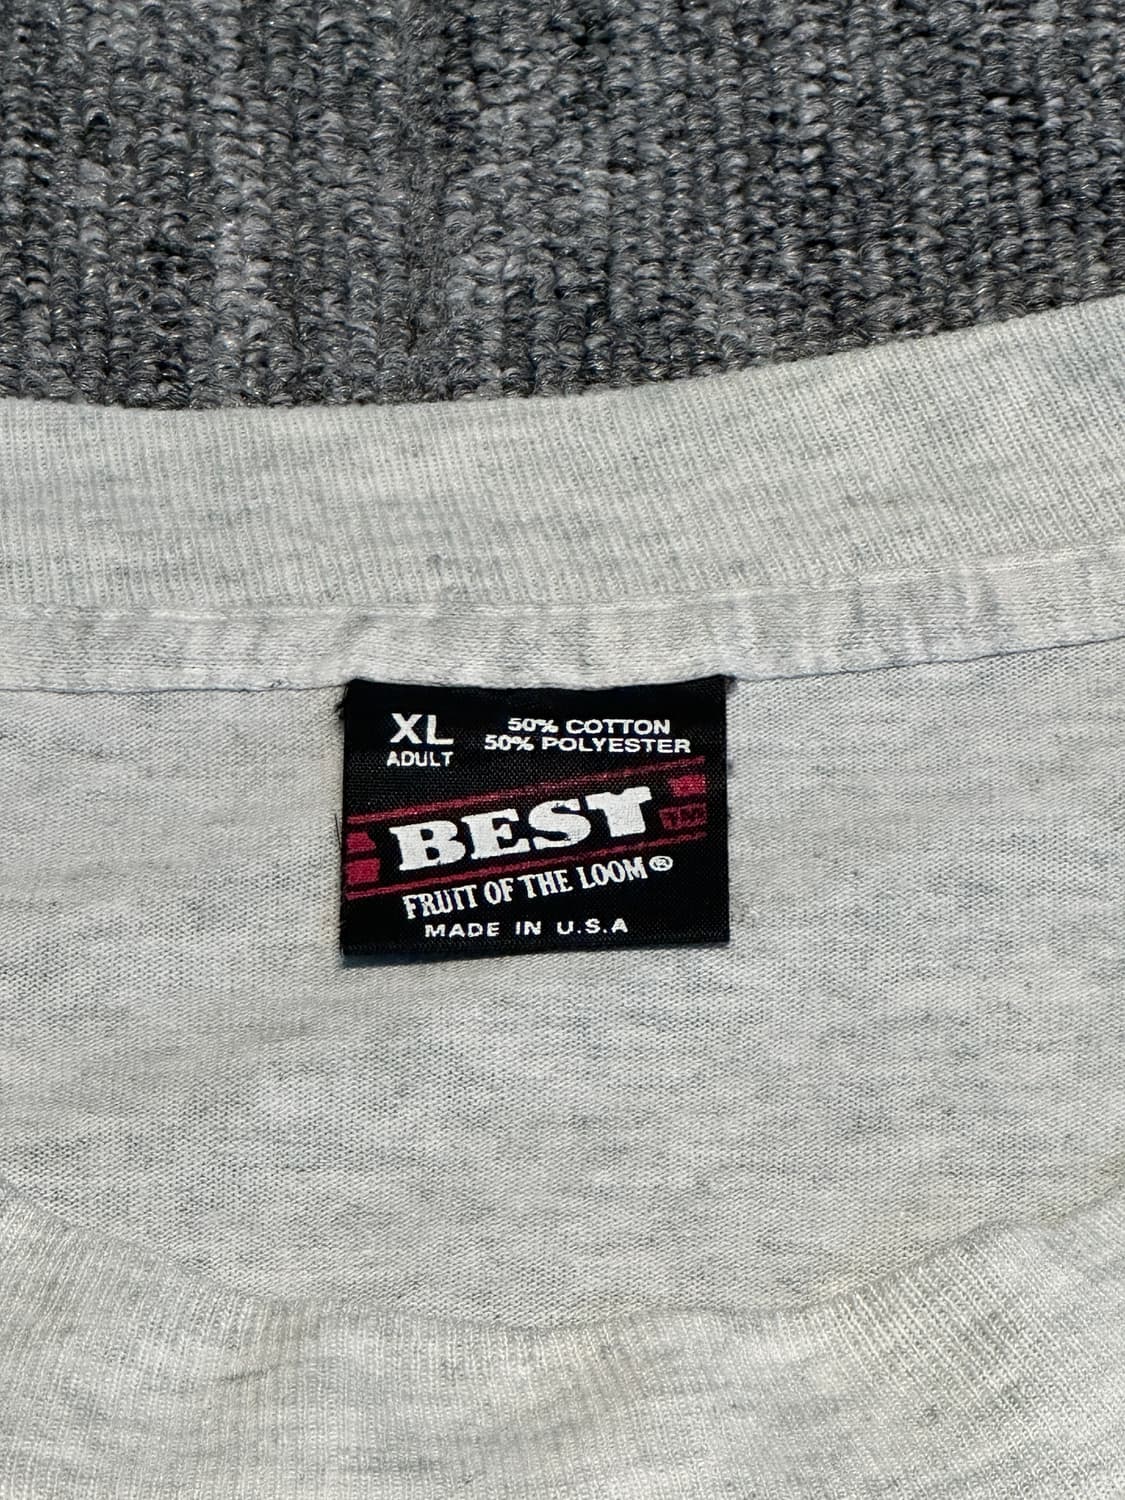 XL
ADULT
50% COTTON
50% POLYESTER
BEST
TM
FRUIT OF THE LOOM®
MADE IN U.S.A